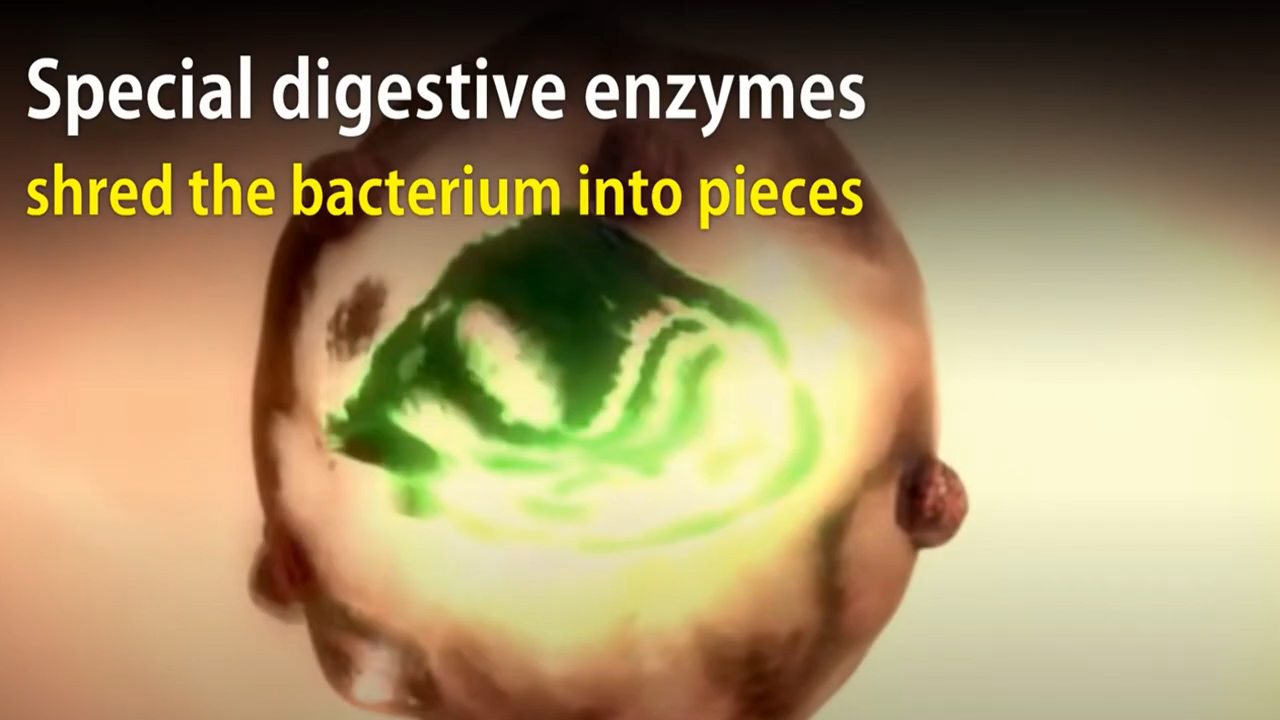 Special digestive enzymes
shred the bacterium into pieces